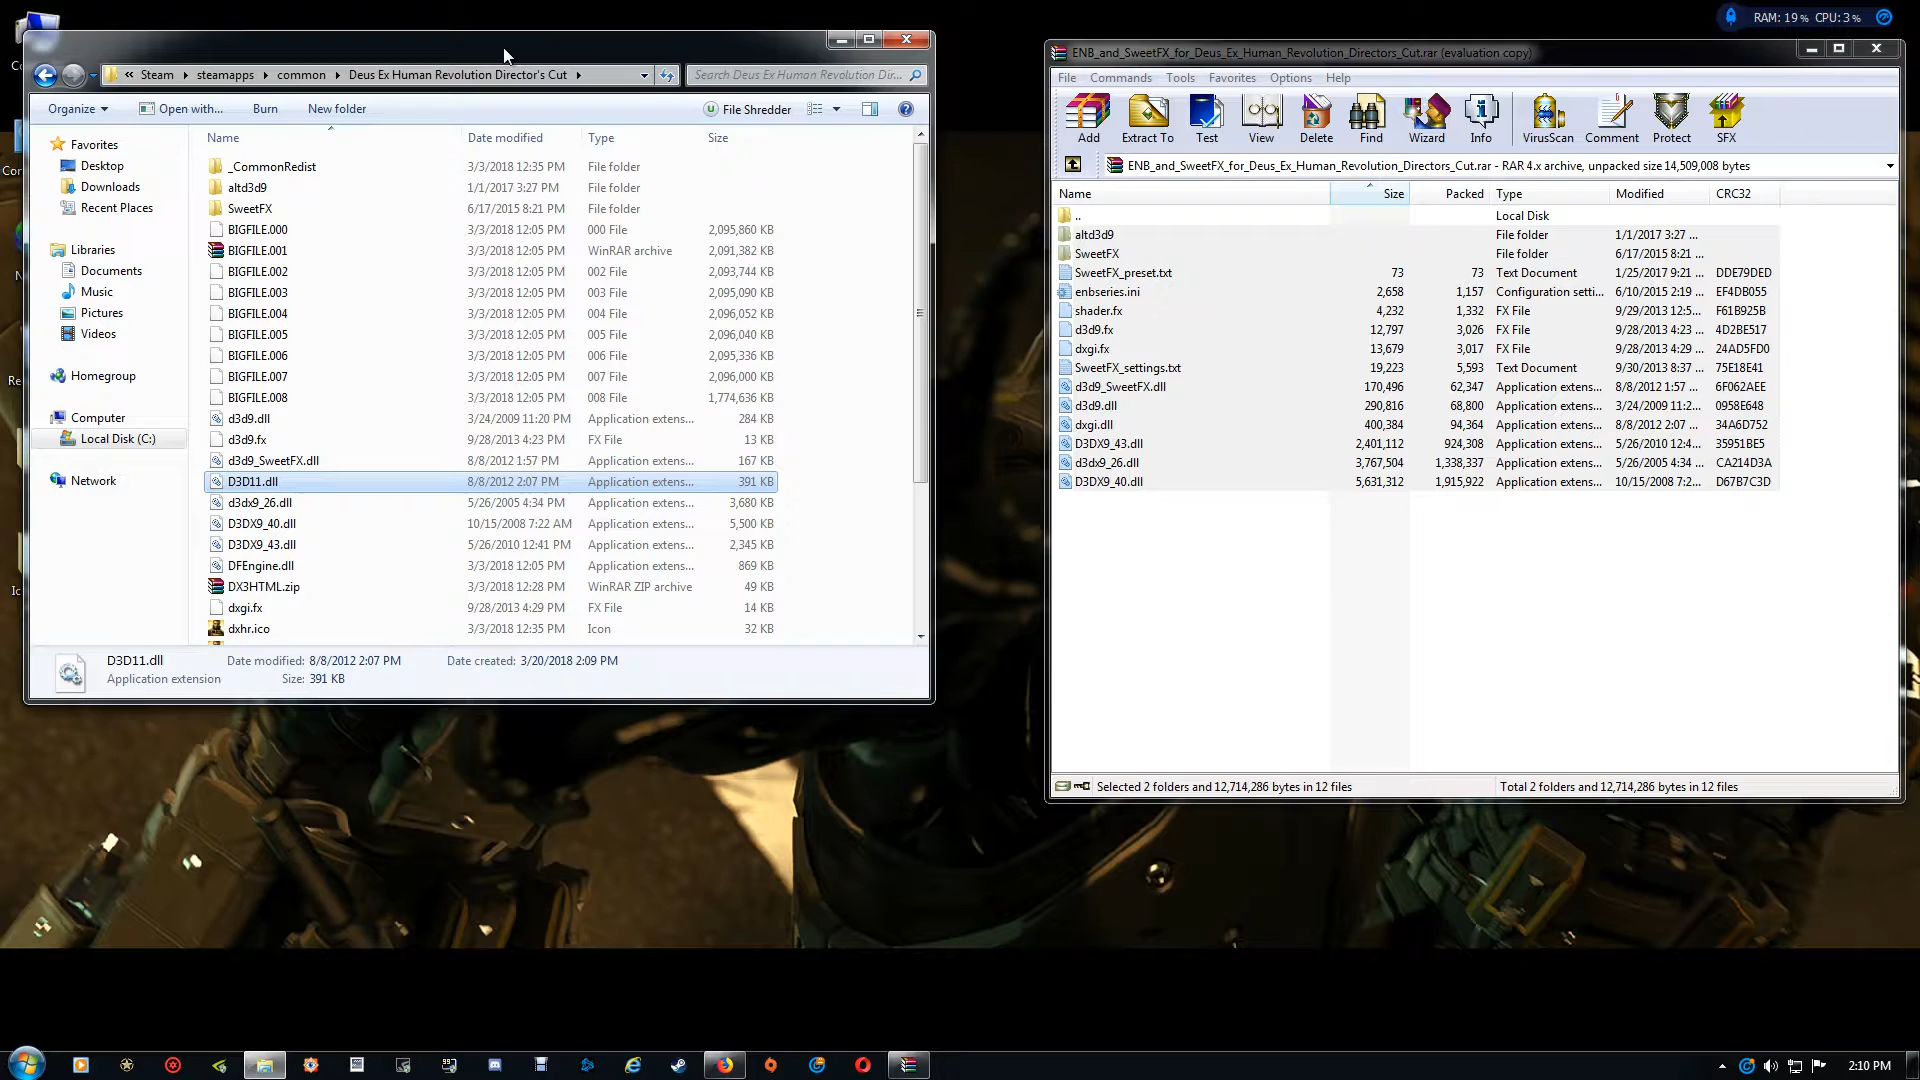 RAM: 19 % CPU: 3 %
« Steam steamapps common Deus Ex Human Revolution Director's Cut
Search Deus Ex Human Revolution Dir...
Organize Open with... Burn New folder File Shredder
Name Date modified Type Size
Favorites
Desktop
Downloads
Recent Places
Libraries
Documents
Music
Pictures
Videos
Homegroup
Computer
Local Disk (C:)
Network
_CommonRedist 3/3/2018 12:35 PM File folder
altd3d9 1/1/2017 3:27 PM File folder
SweetFX 6/17/2015 8:21 PM File folder
BIGFILE.000 3/3/2018 12:05 PM 000 File 2,095,860 KB
BIGFILE.001 3/3/2018 12:05 PM WinRAR archive 2,091,382 KB
BIGFILE.002 3/3/2018 12:05 PM 002 File 2,093,744 KB
BIGFILE.003 3/3/2018 12:05 PM 003 File 2,095,090 KB
BIGFILE.004 3/3/2018 12:05 PM 004 File 2,096,052 KB
BIGFILE.005 3/3/2018 12:05 PM 005 File 2,096,040 KB
BIGFILE.006 3/3/2018 12:05 PM 006 File 2,095,336 KB
BIGFILE.007 3/3/2018 12:05 PM 007 File 2,096,000 KB
BIGFILE.008 3/3/2018 12:05 PM 008 File 1,774,636 KB
d3d9.dll 3/24/2009 11:20 PM Application extens... 284 KB
d3d9.fx 9/28/2013 4:23 PM FX File 13 KB
d3d9_SweetFX.dll 8/8/2012 1:57 PM Application extens... 167 KB
D3D11.dll 8/8/2012 2:07 PM Application extens... 391 KB
d3dx9_26.dll 5/26/2005 4:34 PM Application extens... 3,680 KB
D3DX9_40.dll 10/15/2008 7:22 AM Application extens... 5,500 KB
D3DX9_43.dll 5/26/2010 12:41 PM Application extens... 2,345 KB
DFEngine.dll 3/3/2018 12:05 PM Application extens... 869 KB
DX3HTML.zip 3/3/2018 12:28 PM WinRAR ZIP archive 49 KB
dxgi.fx 9/28/2013 4:29 PM FX File 14 KB
dxhr.ico 3/3/2018 12:35 PM Icon 32 KB
D3D11.dll Date modified: 8/8/2012 2:07 PM Date created: 3/20/2018 2:09 PM
Application extension Size: 391 KB
ENB_and_SweetFX_for_Deus_Ex_Human_Revolution_Directors_Cut.rar (evaluation copy)
File Commands Tools Favorites Options Help
Add Extract To Test View Delete Find Wizard Info VirusScan Comment Protect SFX
ENB_and_SweetFX_for_Deus_Ex_Human_Revolution_Directors_Cut.rar - RAR 4.x archive, unpacked size 14,509,008 bytes
Name Size Packed Type Modified CRC32
.. Local Disk
altd3d9 File folder 1/1/2017 3:27 ...
SweetFX File folder 6/17/2015 8:21 ...
SweetFX_preset.txt 73 73 Text Document 1/25/2017 9:21 ... DDE79DED
enbseries.ini 2,658 1,157 Configuration setti... 6/10/2015 2:19 ... EF4DB055
shader.fx 4,232 1,332 FX File 9/29/2013 12:5... F61B925B
d3d9.fx 12,797 3,026 FX File 9/28/2013 4:23 ... 4D2BE517
dxgi.fx 13,679 3,017 FX File 9/28/2013 4:29 ... 24AD5FD0
SweetFX_settings.txt 19,223 5,593 Text Document 9/30/2013 8:37 ... 75E18E41
d3d9_SweetFX.dll 170,496 62,347 Application extens... 8/8/2012 1:57 ... 6F062AEE
d3d9.dll 290,816 68,800 Application extens... 3/24/2009 11:2... 0958E648
dxgi.dll 400,384 94,364 Application extens... 8/8/2012 2:07 ... 34A6D752
D3DX9_43.dll 2,401,112 924,308 Application extens... 5/26/2010 12:4... 35951BE5
d3dx9_26.dll 3,767,504 1,338,337 Application extens... 5/26/2005 4:34 ... CA214D3A
D3DX9_40.dll 5,631,312 1,915,922 Application extens... 10/15/2008 7:2... D67B7C3D
Selected 2 folders and 12,714,286 bytes in 12 files Total 2 folders and 12,714,286 bytes in 12 files
2:10 PM